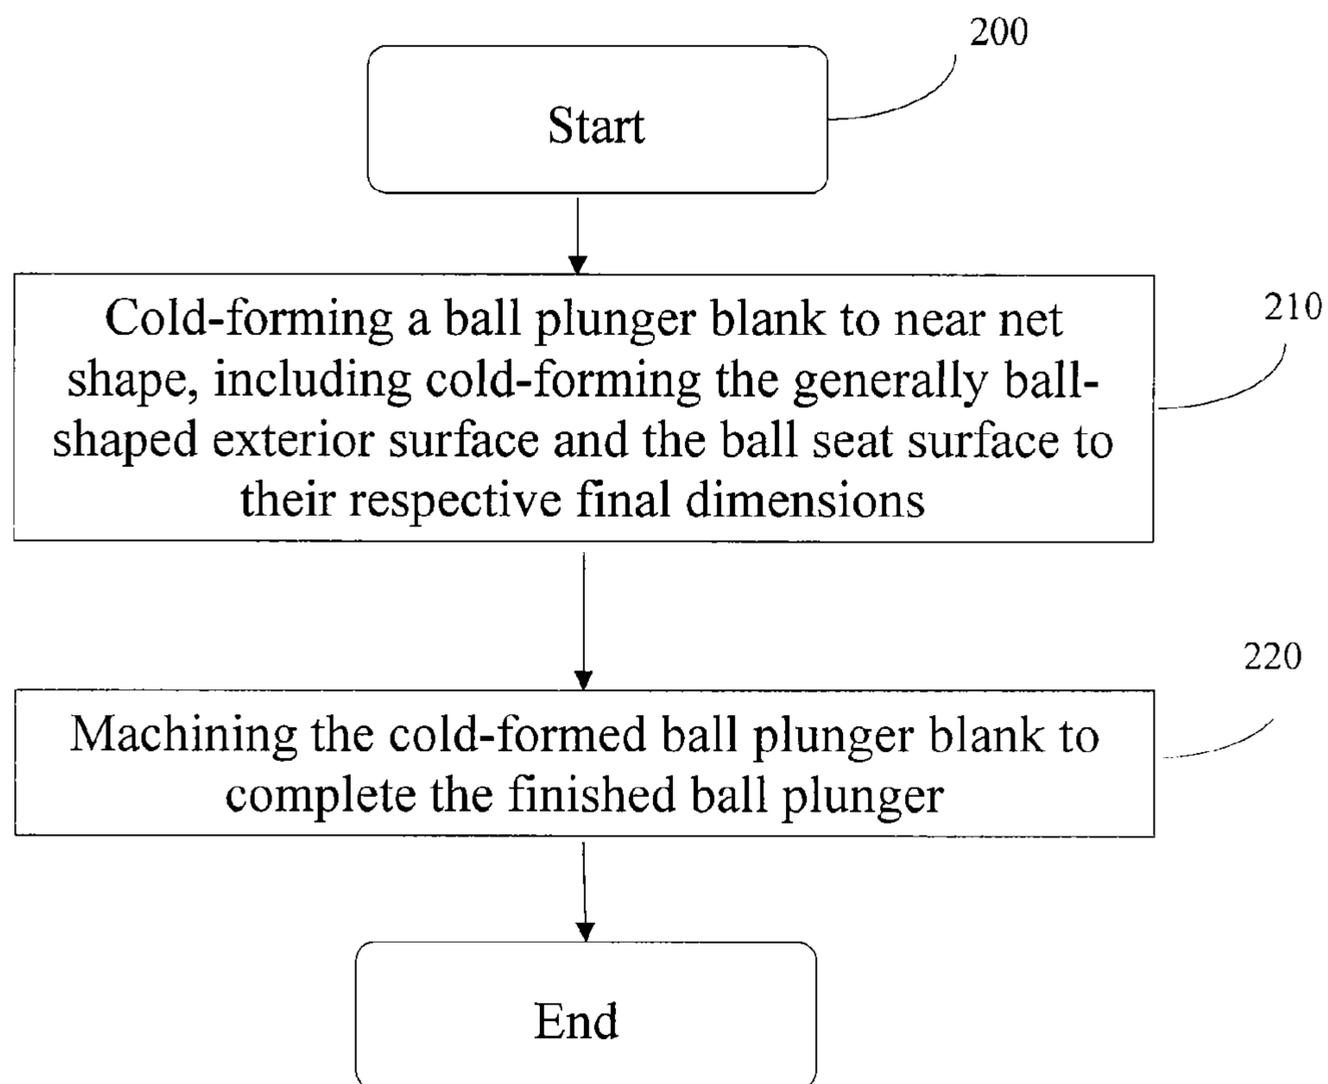 200
Start
210
Cold-forming a ball plunger blank to near net
shape, including cold-forming the generally ball-
shaped exterior surface and the ball seat surface to
their respective final dimensions
220
Machining the cold-formed ball plunger blank to
complete the finished ball plunger
End